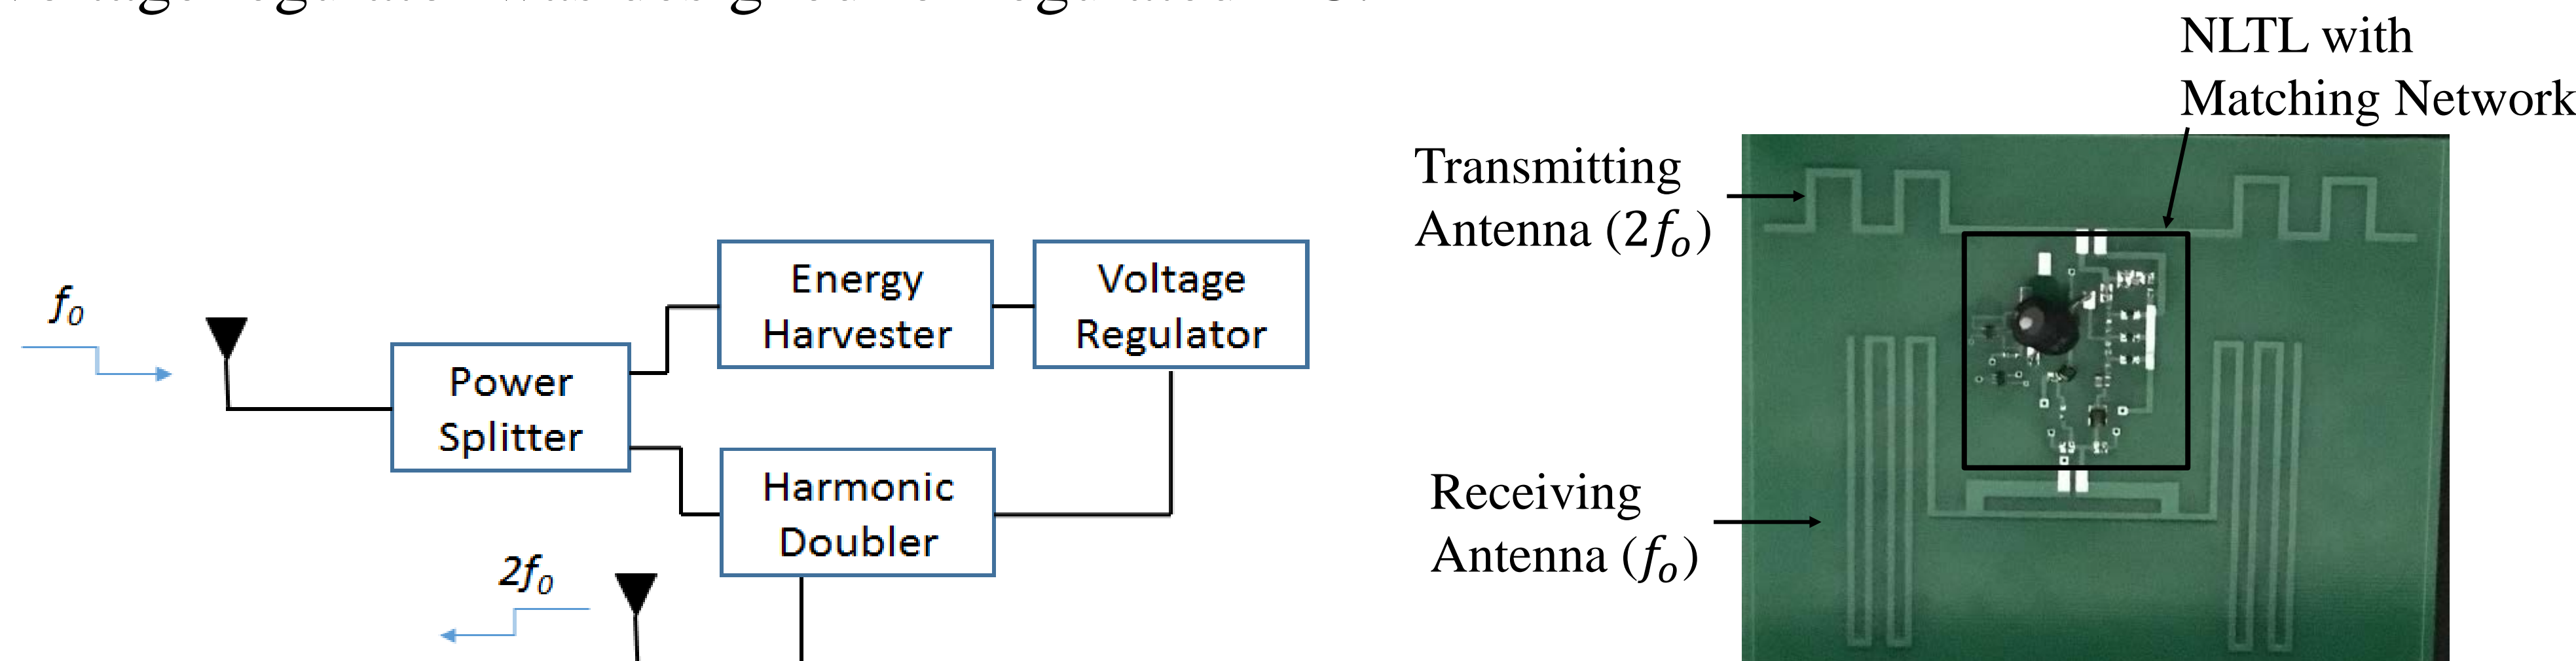 NLTL with
Matching Network
Transmitting
Antenna (2fₒ)
Receiving
Antenna (fₒ)
f₀
Power
Splitter
Energy
Harvester
Voltage
Regulator
Harmonic
Doubler
2f₀